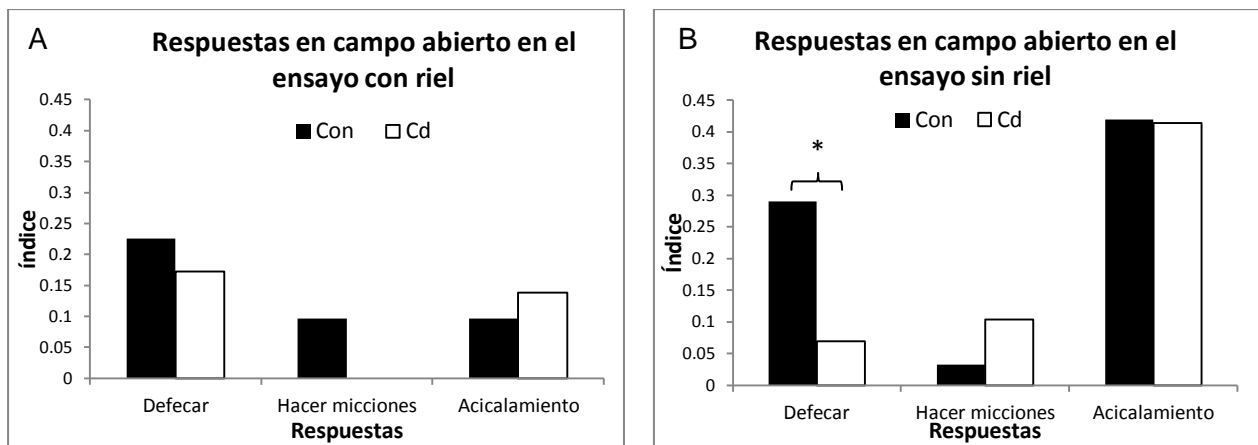 A
Respuestas en campo abierto en el
ensayo con riel
0.45
0.4
0.35
0.3
0.25
0.2
0.15
0.1
0.05
0
índice
Con
Cd
Defecar
Hacer micciones
Acicalamiento
Respuestas
B
Respuestas en campo abierto en el
ensayo sin riel
0.45
0.4
0.35
0.3
0.25
0.2
0.15
0.1
0.05
0
Índice
Con
Cd
*
Defecar
Hacer micciones
Acicalamiento
Respuestas